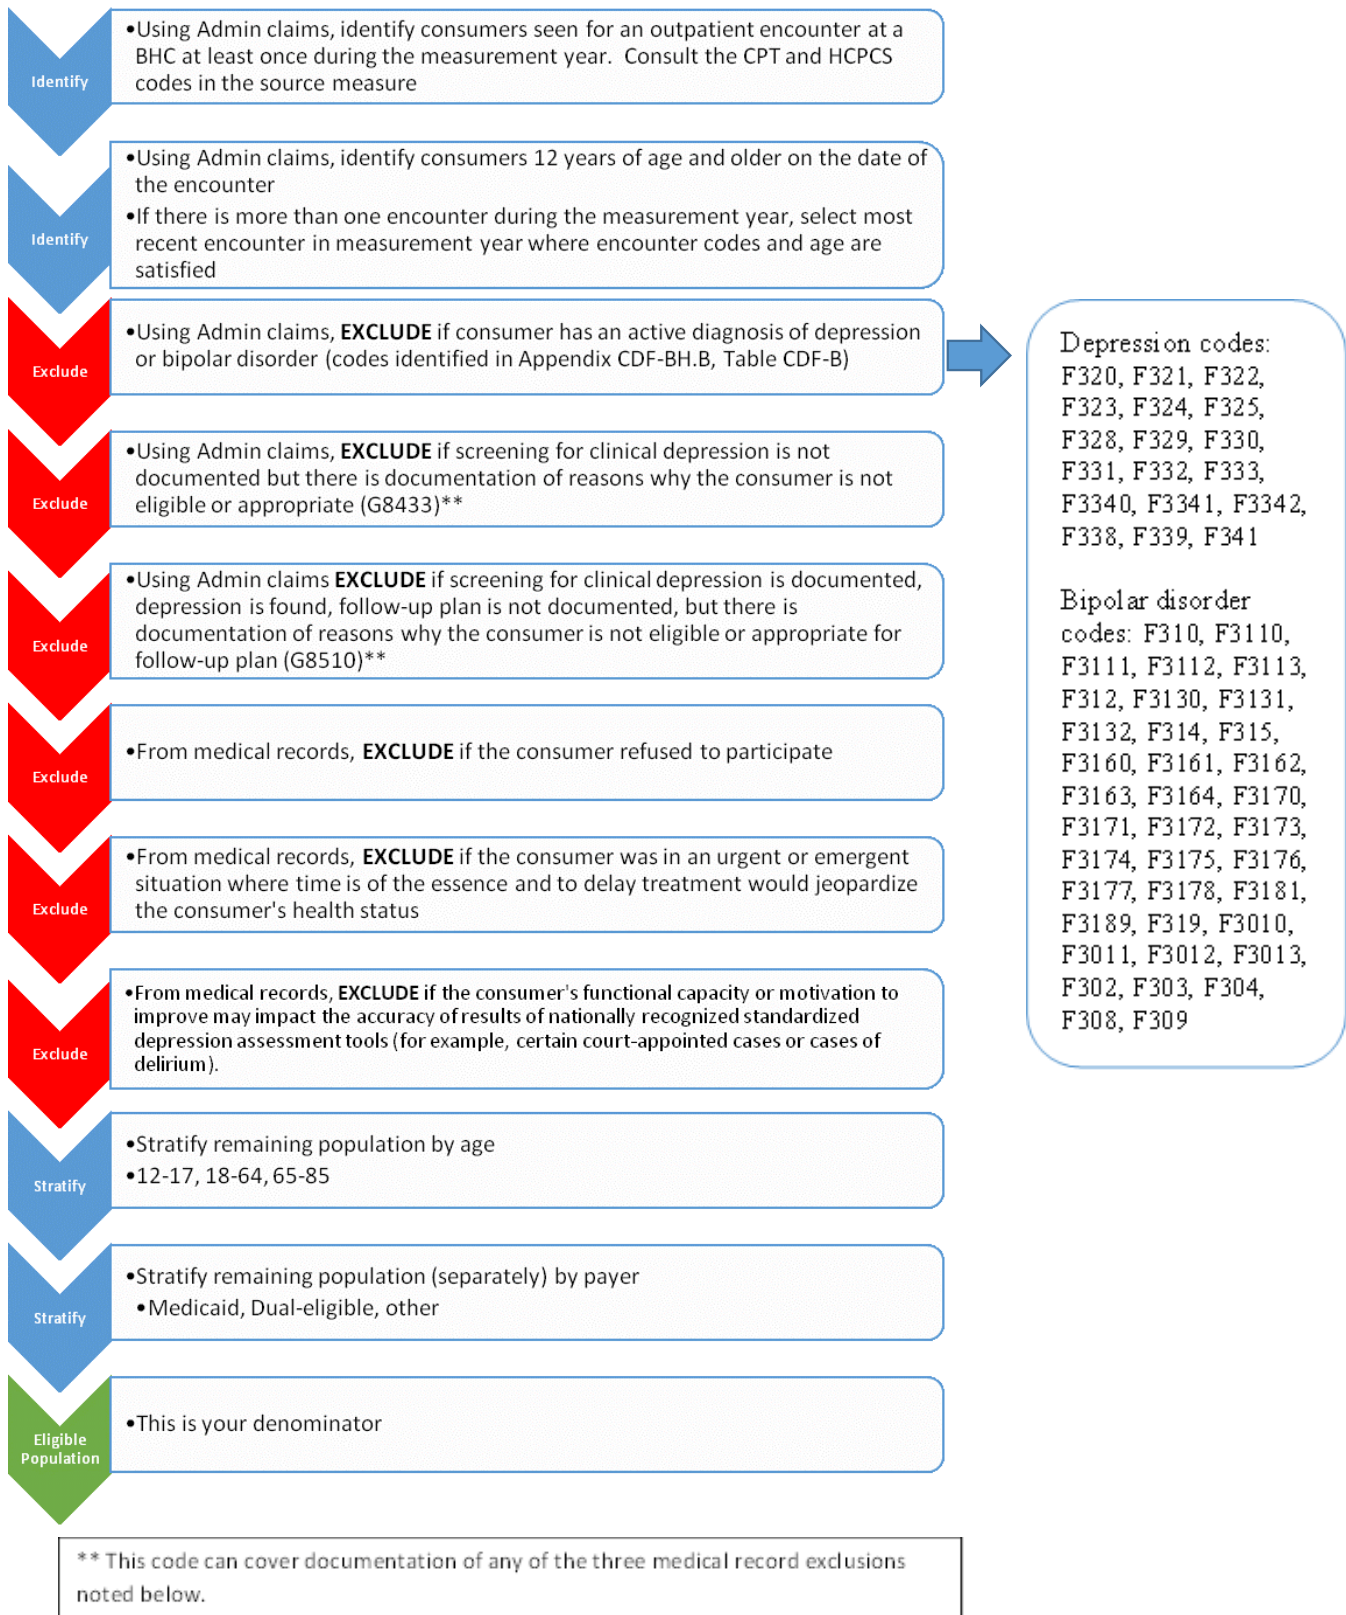 Identify
•Using Admin claims, identify consumers seen for an outpatient encounter at a
BHC at least once during the measurement year.  Consult the CPT and HCPCS
codes in the source measure
Identify
•Using Admin claims, identify consumers 12 years of age and older on the date of
the encounter
•If there is more than one encounter during the measurement year, select most
recent encounter in measurement year where encounter codes and age are
satisfied
Exclude
•Using Admin claims, EXCLUDE if consumer has an active diagnosis of depression
or bipolar disorder (codes identified in Appendix CDF-BH.B, Table CDF-B)
Depression codes:
F320, F321, F322,
F323, F324, F325,
F328, F329, F330,
F331, F332, F333,
F3340, F3341, F3342,
F338, F339, F341
Bipolar disorder
codes: F310, F3110,
F3111, F3112, F3113,
F312, F3130, F3131,
F3132, F314, F315,
F3160, F3161, F3162,
F3163, F3164, F3170,
F3171, F3172, F3173,
F3174, F3175, F3176,
F3177, F3178, F3181,
F3189, F319, F3010,
F3011, F3012, F3013,
F302, F303, F304,
F308, F309
Exclude
•Using Admin claims, EXCLUDE if screening for clinical depression is not
documented but there is documentation of reasons why the consumer is not
eligible or appropriate (G8433)**
Exclude
•Using Admin claims EXCLUDE if screening for clinical depression is documented,
depression is found, follow-up plan is not documented, but there is
documentation of reasons why the consumer is not eligible or appropriate for
follow-up plan (G8510)**
Exclude
•From medical records, EXCLUDE if the consumer refused to participate
Exclude
•From medical records, EXCLUDE if the consumer was in an urgent or emergent
situation where time is of the essence and to delay treatment would jeopardize
the consumer's health status
Exclude
•From medical records, EXCLUDE if the consumer's functional capacity or motivation to
improve may impact the accuracy of results of nationally recognized standardized
depression assessment tools (for example, certain court-appointed cases or cases of
delirium).
Stratify
•Stratify remaining population by age
•12-17, 18-64, 65-85
Stratify
•Stratify remaining population (separately) by payer
•Medicaid, Dual-eligible, other
Eligible
Population
•This is your denominator
** This code can cover documentation of any of the three medical record exclusions
noted below.